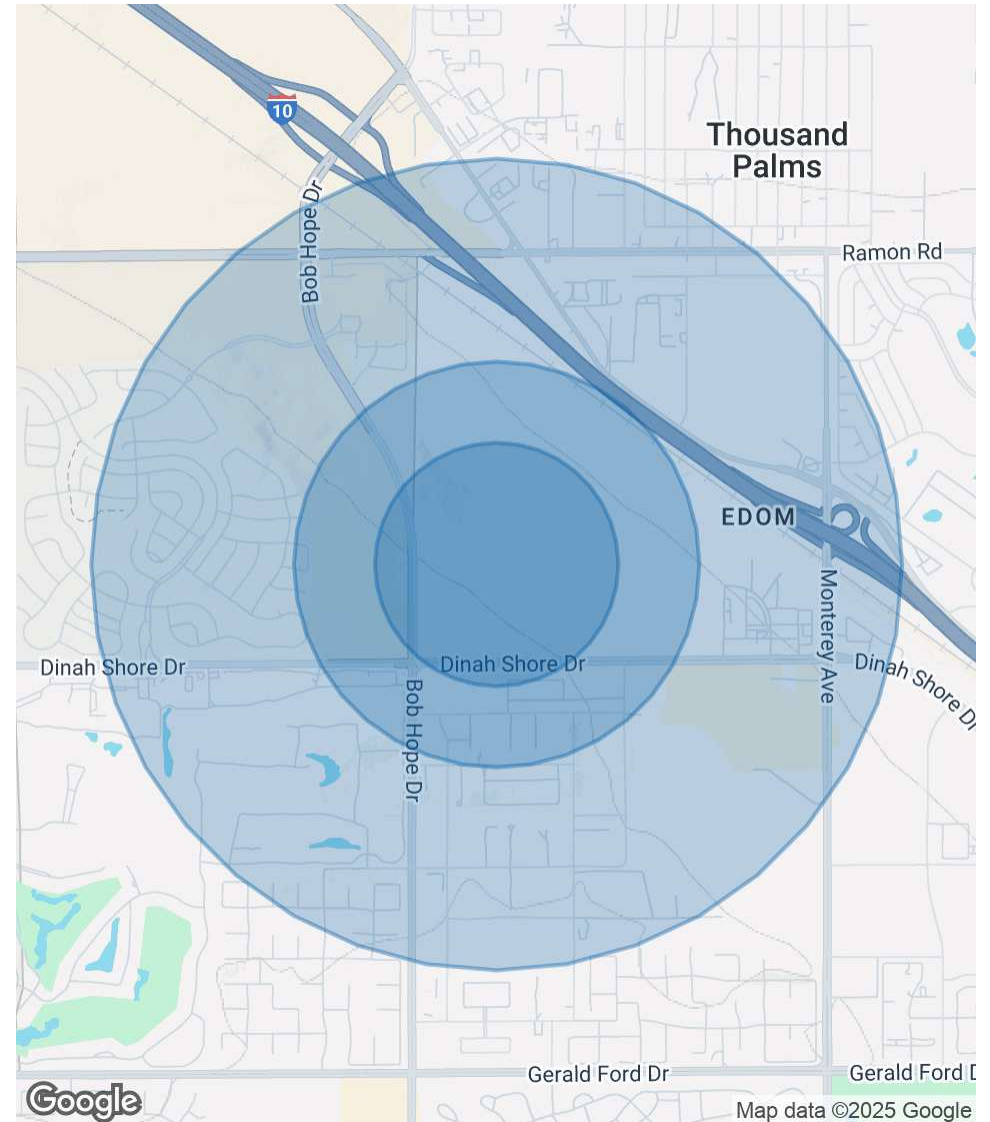 10
Thousand
Palms
Bob Hope Dr
Ramon Rd
EDOM
Monterey Ave
Dinah Shore Dr
Dinah Shore Dr
Dinah Shore Dr
Bob Hope Dr
Gerald Ford Dr
Gerald Ford D
Google
Map data ©2025 Google